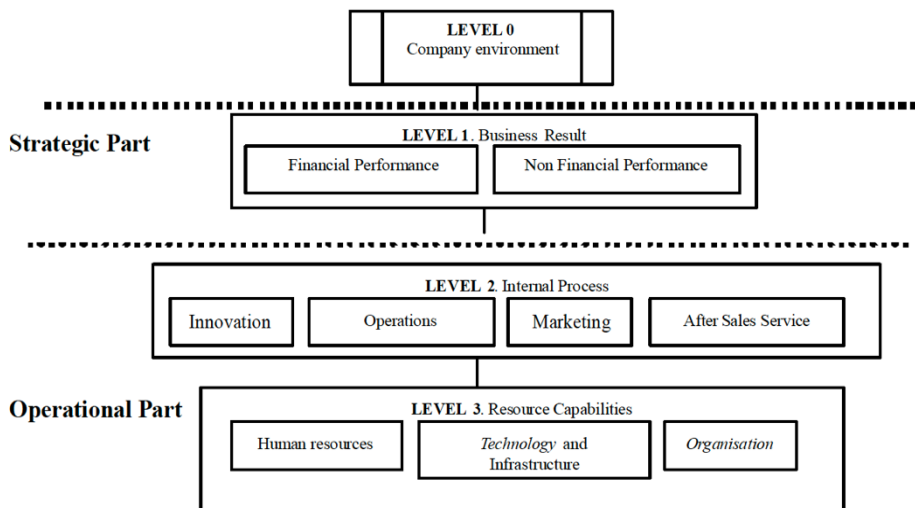 LEVEL 0
Company environment
Strategic Part
LEVEL 1. Business Result
Financial Performance
Non Financial Performance
LEVEL 2. Internal Process
Innovation
Operations
Marketing
After Sales Service
Operational Part
LEVEL 3. Resource Capabilities
Human resources
Technology and
Infrastructure
Organisation